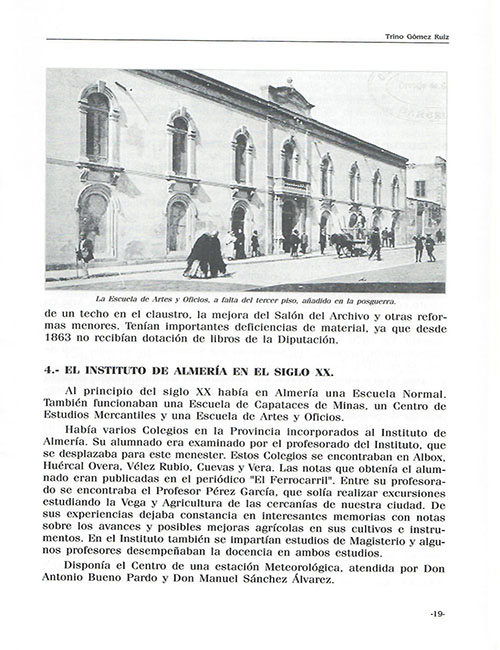 Trino Gómez Ruiz
La Escuela de Artes y Oficios, a falta del tercer piso, añadido en la posguerra.
de un techo en el claustro, la mejora del Salón del Archivo y otras refor-
mas menores. Tenían importantes deficiencias de material, ya que desde
1863 no recibían dotación de libros de la Diputación.
4.- EL INSTITUTO DE ALMERÍA EN EL SIGLO XX.
Al principio del siglo XX había en Almería una Escuela Normal.
También funcionaban una Escuela de Capataces de Minas, un Centro de
Estudios Mercantiles y una Escuela de Artes y Oficios.
Había varios Colegios en la Provincia incorporados al Instituto de
Almería. Su alumnado era examinado por el profesorado del Instituto, que
se desplazaba para este menester. Estos Colegios se encontraban en Albox,
Huércal Overa, Vélez Rubio, Cuevas y Vera. Las notas que obtenía el alum-
nado eran publicadas en el periódico "El Ferrocarril". Entre su profesora-
do se encontraba el Profesor Pérez García, que solía realizar excursiones
estudiando la Vega y Agricultura de las cercanías de nuestra ciudad. De
sus experiencias dejaba constancia en interesantes memorias con notas
sobre los avances y posibles mejoras agrícolas en sus cultivos e instru-
mentos. En el Instituto también se impartían estudios de Magisterio y algu-
nos profesores desempeñaban la docencia en ambos estudios.
Disponía el Centro de una estación Meteorológica, atendida por Don
Antonio Bueno Pardo y Don Manuel Sánchez Álvarez.
-19-